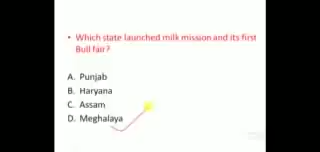 • Which state launched milk mission and its first
Bull fair?
A. Punjab
B. Haryana
C. Assam
D. Meghalaya